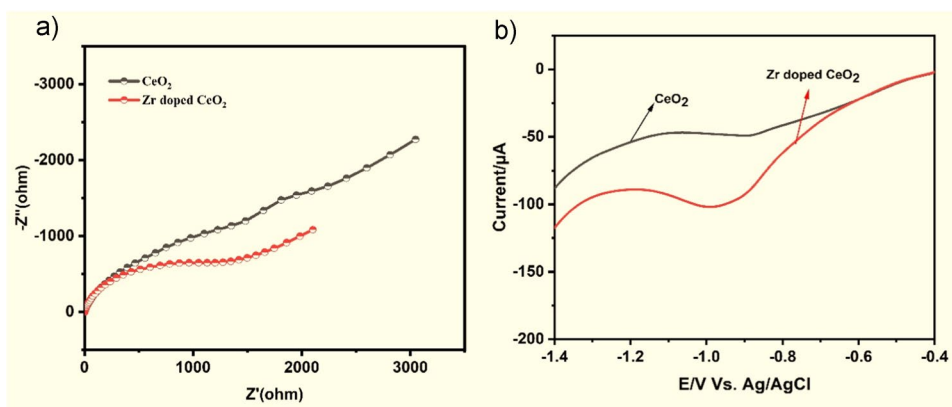 a)
-3000
-2000
-1000
0
0
1000
2000
3000
-Z"(ohm)
Z'(ohm)
CeO2
Zr doped CeO2
b)
0
-50
-100
-150
-200
-1.4
-1.2
-1.0
-0.8
-0.6
-0.4
Current/µA
E/V Vs. Ag/AgCl
CeO2
Zr doped CeO2